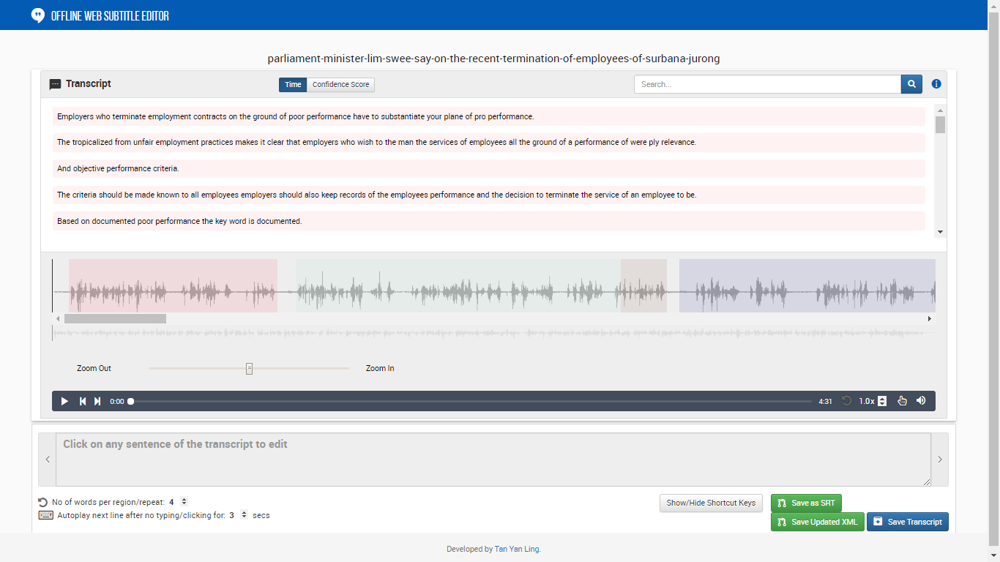 OFFLINE WEB SUBTITLE EDITOR
parliament-minister-lim-swee-say-on-the-recent-termination-of-employees-of-surbana-jurong
Transcript Time Confidence Score Search...
Employers who terminate employment contracts on the ground of poor performance have to substantiate your plane of pro performance.
The tropicalized from unfair employment practices makes it clear that employers who wish to the man the services of employees all the ground of a performance of were ply relevance.
And objective performance criteria.
The criteria should be made known to all employees employers should also keep records of the employees performance and the decision to terminate the service of an employee to be.
Based on documented poor performance the key word is documented.
Zoom Out Zoom In
0:00 4:31 1.0x
Click on any sentence of the transcript to edit
No of words per region/repeat: 4
Show/Hide Shortcut Keys Save as SRT
Autoplay next line after no typing/clicking for: 3 secs
Save Updated XML Save Transcript
Developed by Tan Yan Ling.